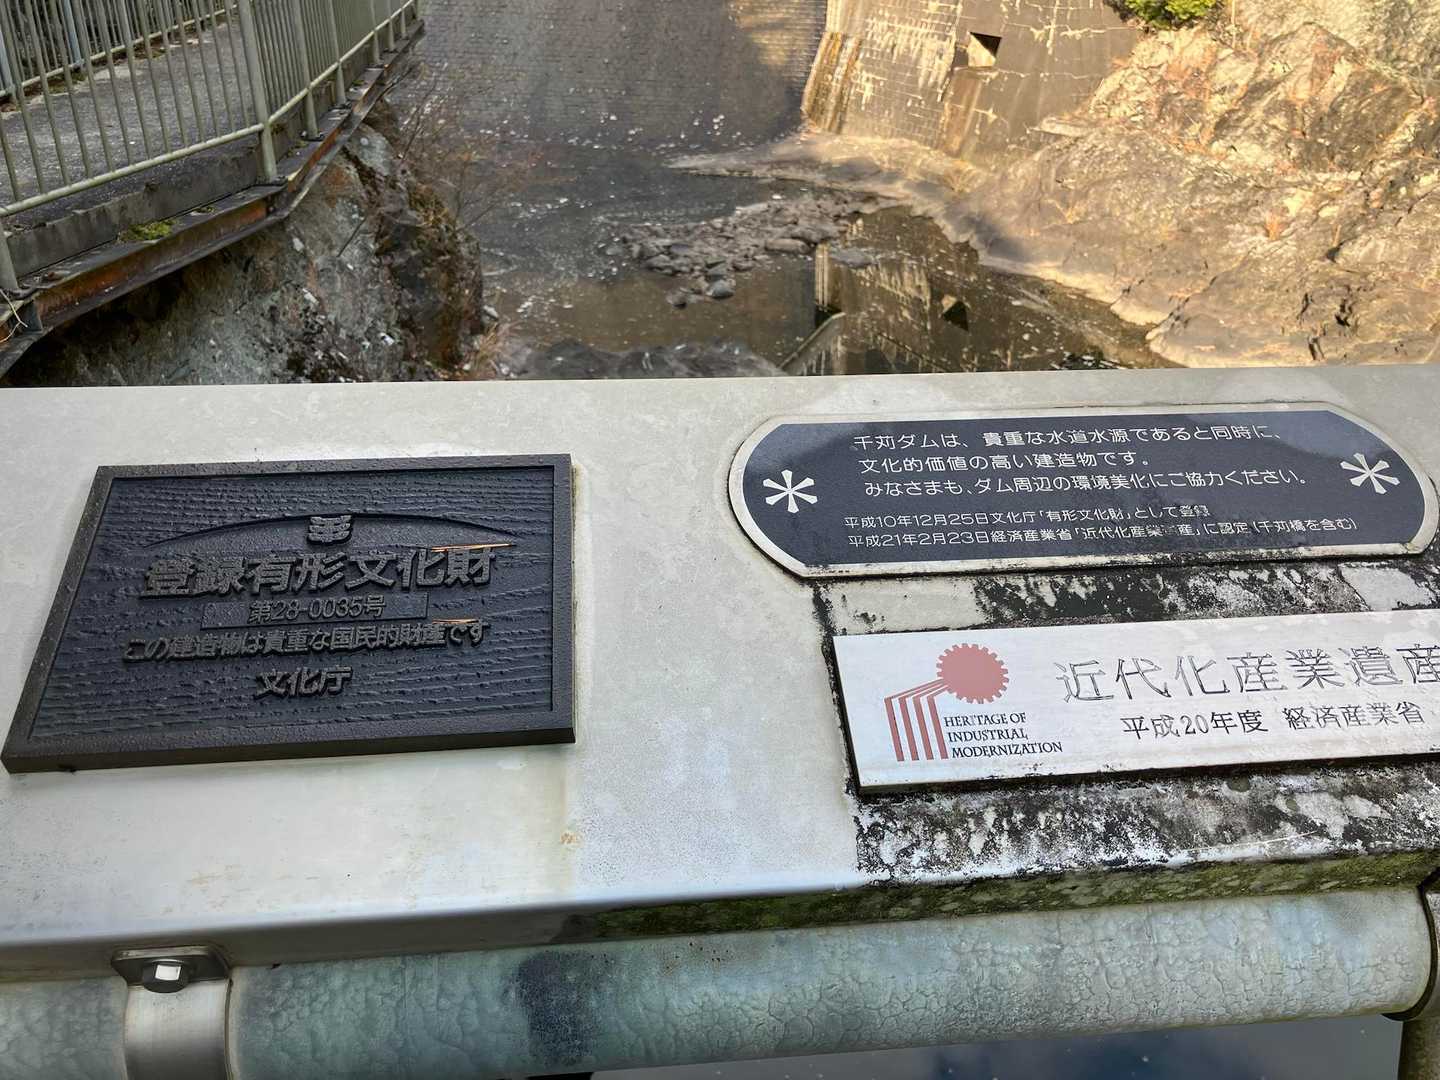 登録有形文化財
第28-0035号
この建造物は貴重な国民的財産です
文化庁
千苅ダムは、貴重な水道水源であると同時に、
文化的価値の高い建造物です。
みなさまも、ダム周辺の環境美化にご協力ください。
平成10年12月25日文化庁「有形文化財」として登録
平成21年2月23日経済産業省「近代化産業遺産」に認定(千苅橋を含む)
近代化産業遺産
平成20年度 経済産業省
HERITAGE OF
INDUSTRIAL
MODERNIZATION